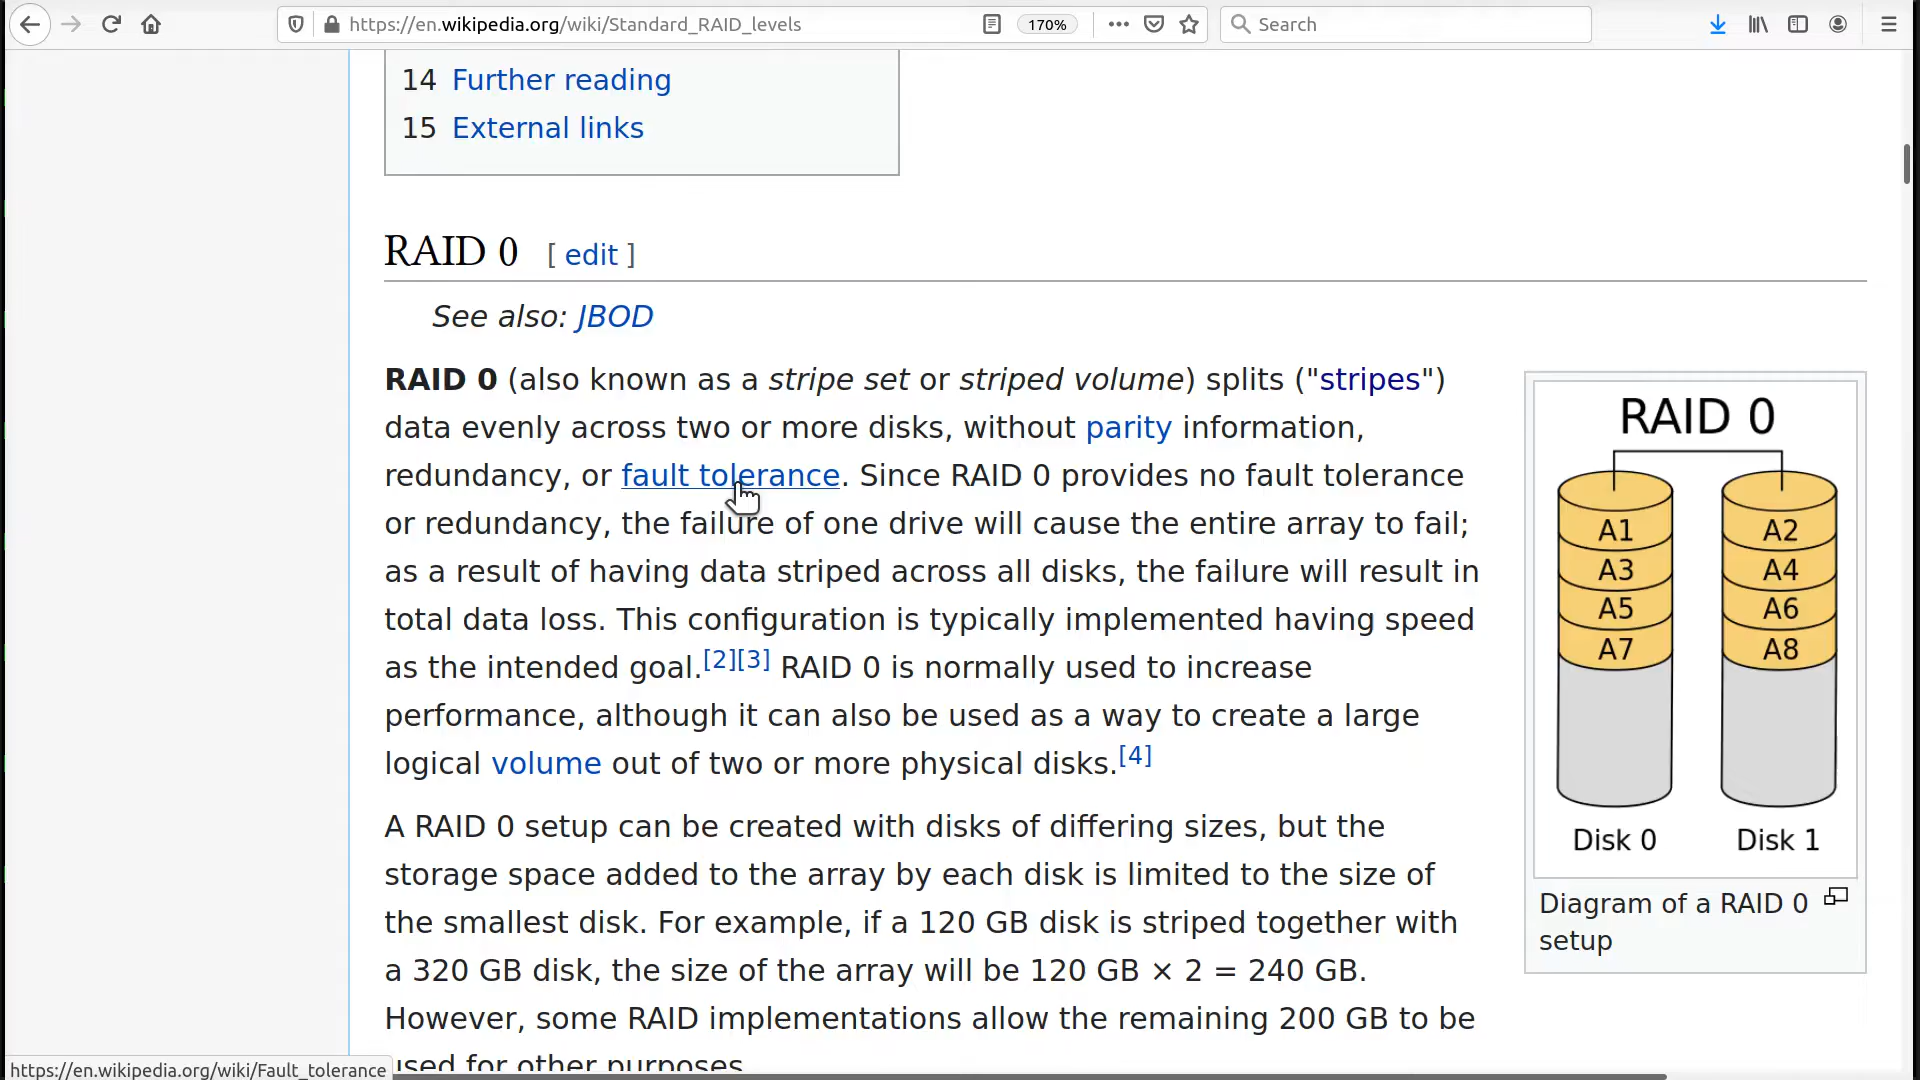 https://en.wikipedia.org/wiki/Standard_RAID_levels
170%
Search
14 Further reading
15 External links
RAID 0 [ edit ]
See also: JBOD
RAID 0 (also known as a stripe set or striped volume) splits ("stripes")
data evenly across two or more disks, without parity information,
redundancy, or fault tolerance. Since RAID 0 provides no fault tolerance
or redundancy, the failure of one drive will cause the entire array to fail;
as a result of having data striped across all disks, the failure will result in
total data loss. This configuration is typically implemented having speed
as the intended goal.[2][3] RAID 0 is normally used to increase
performance, although it can also be used as a way to create a large
logical volume out of two or more physical disks.[4]
A RAID 0 setup can be created with disks of differing sizes, but the
storage space added to the array by each disk is limited to the size of
the smallest disk. For example, if a 120 GB disk is striped together with
a 320 GB disk, the size of the array will be 120 GB × 2 = 240 GB.
However, some RAID implementations allow the remaining 200 GB to be
used for other purposes.
RAID 0
A1 A2
A3 A4
A5 A6
A7 A8
Disk 0 Disk 1
Diagram of a RAID 0
setup
https://en.wikipedia.org/wiki/Fault_tolerance